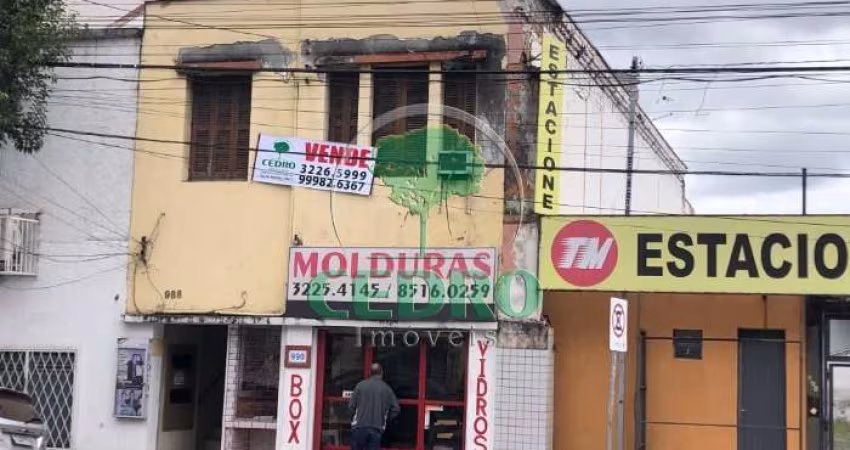 ESTACIONE
CEDRO
VENDE
3226.5999
99982.6367
MOLDURAS
3225.4145 / 8516.0259
CEDRO
Imóveis
TM ESTACIO
988
990
BOX
VIDROS